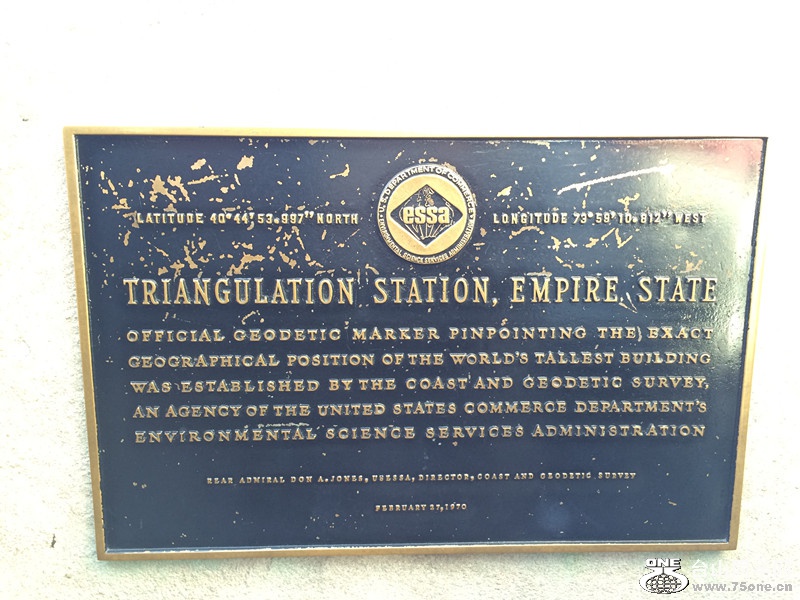 U.S. DEPARTMENT OF COMMERCE
essa
ENVIRONMENTAL SCIENCE SERVICES ADMINISTRATION
LATITUDE 40°44'53.997" NORTH
LONGITUDE 73°59'10.812" WEST
TRIANGULATION STATION, EMPIRE STATE
OFFICIAL GEODETIC MARKER PINPOINTING THE EXACT
GEOGRAPHICAL POSITION OF THE WORLD'S TALLEST BUILDING
WAS ESTABLISHED BY THE COAST AND GEODETIC SURVEY,
AN AGENCY OF THE UNITED STATES COMMERCE DEPARTMENT'S
ENVIRONMENTAL SCIENCE SERVICES ADMINISTRATION
REAR ADMIRAL DON A. JONES, USESSA, DIRECTOR, COAST AND GEODETIC SURVEY
FEBRUARY 27, 1970
ONE
www.75one.cn